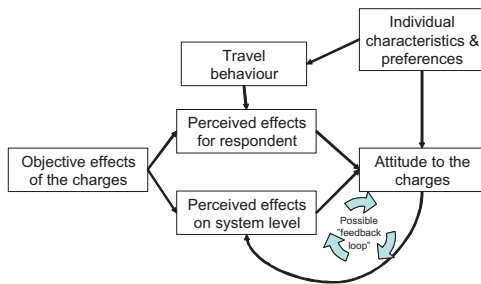 Individual
characteristics &
preferences
Travel
behaviour
Perceived effects
for respondent
Objective effects
of the charges
Attitude to the
charges
Perceived effects
on system level
Possible
"feedback
loop"